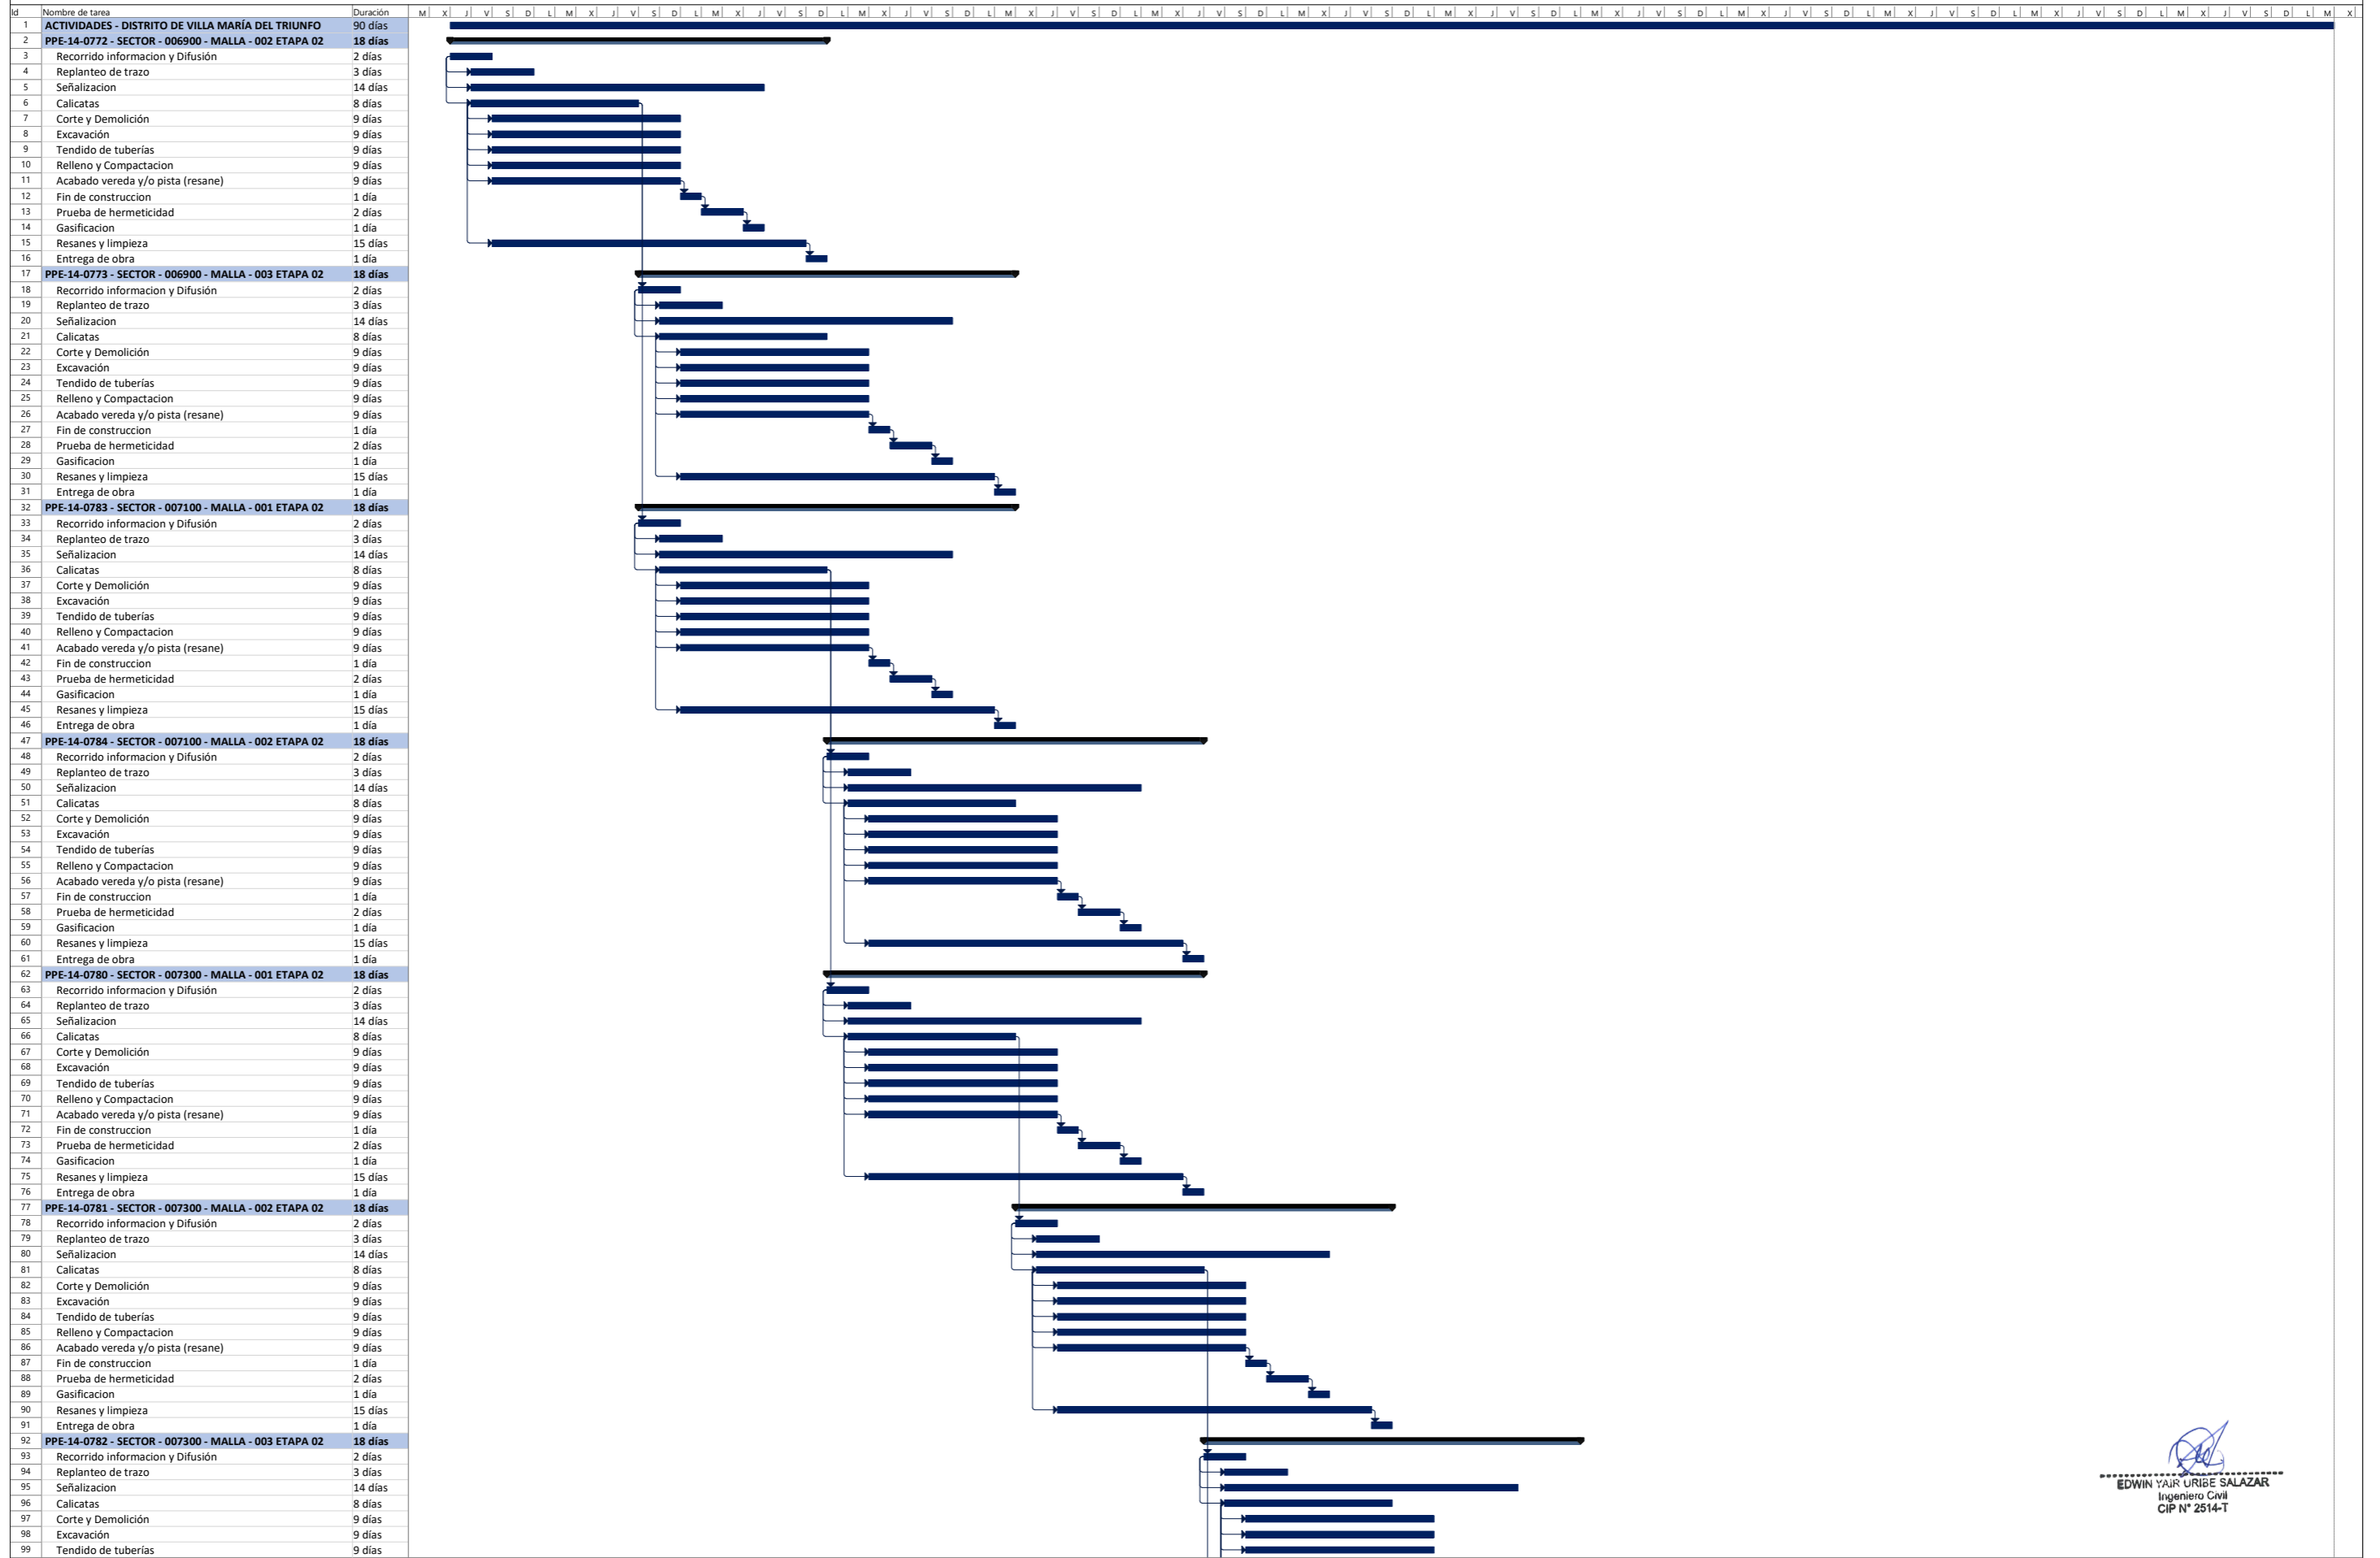 Id Nombre de tarea Duración M X J V S D L M X J V S D L M X J V S D L M X J V S D L M X J V S D L M X J V S D L M X J V S D L M X J V S D L M X J V S D L M X J V S D L M X J V S D L M X J V S D L M X J V S D L M X
1 ACTIVIDADES - DISTRITO DE VILLA MARÍA DEL TRIUNFO 90 días
2 PPE-14-0772 - SECTOR - 006900 - MALLA - 002 ETAPA 02 18 días
3 Recorrido informacion y Difusión 2 días
4 Replanteo de trazo 3 días
5 Señalizacion 14 días
6 Calicatas 8 días
7 Corte y Demolición 9 días
8 Excavación 9 días
9 Tendido de tuberías 9 días
10 Relleno y Compactacion 9 días
11 Acabado vereda y/o pista (resane) 9 días
12 Fin de construccion 1 día
13 Prueba de hermeticidad 2 días
14 Gasificacion 1 día
15 Resanes y limpieza 15 días
16 Entrega de obra 1 día
17 PPE-14-0773 - SECTOR - 006900 - MALLA - 003 ETAPA 02 18 días
18 Recorrido informacion y Difusión 2 días
19 Replanteo de trazo 3 días
20 Señalizacion 14 días
21 Calicatas 8 días
22 Corte y Demolición 9 días
23 Excavación 9 días
24 Tendido de tuberías 9 días
25 Relleno y Compactacion 9 días
26 Acabado vereda y/o pista (resane) 9 días
27 Fin de construccion 1 día
28 Prueba de hermeticidad 2 días
29 Gasificacion 1 día
30 Resanes y limpieza 15 días
31 Entrega de obra 1 día
32 PPE-14-0783 - SECTOR - 007100 - MALLA - 001 ETAPA 02 18 días
33 Recorrido informacion y Difusión 2 días
34 Replanteo de trazo 3 días
35 Señalizacion 14 días
36 Calicatas 8 días
37 Corte y Demolición 9 días
38 Excavación 9 días
39 Tendido de tuberías 9 días
40 Relleno y Compactacion 9 días
41 Acabado vereda y/o pista (resane) 9 días
42 Fin de construccion 1 día
43 Prueba de hermeticidad 2 días
44 Gasificacion 1 día
45 Resanes y limpieza 15 días
46 Entrega de obra 1 día
47 PPE-14-0784 - SECTOR - 007100 - MALLA - 002 ETAPA 02 18 días
48 Recorrido informacion y Difusión 2 días
49 Replanteo de trazo 3 días
50 Señalizacion 14 días
51 Calicatas 8 días
52 Corte y Demolición 9 días
53 Excavación 9 días
54 Tendido de tuberías 9 días
55 Relleno y Compactacion 9 días
56 Acabado vereda y/o pista (resane) 9 días
57 Fin de construccion 1 día
58 Prueba de hermeticidad 2 días
59 Gasificacion 1 día
60 Resanes y limpieza 15 días
61 Entrega de obra 1 día
62 PPE-14-0780 - SECTOR - 007300 - MALLA - 001 ETAPA 02 18 días
63 Recorrido informacion y Difusión 2 días
64 Replanteo de trazo 3 días
65 Señalizacion 14 días
66 Calicatas 8 días
67 Corte y Demolición 9 días
68 Excavación 9 días
69 Tendido de tuberías 9 días
70 Relleno y Compactacion 9 días
71 Acabado vereda y/o pista (resane) 9 días
72 Fin de construccion 1 día
73 Prueba de hermeticidad 2 días
74 Gasificacion 1 día
75 Resanes y limpieza 15 días
76 Entrega de obra 1 día
77 PPE-14-0781 - SECTOR - 007300 - MALLA - 002 ETAPA 02 18 días
78 Recorrido informacion y Difusión 2 días
79 Replanteo de trazo 3 días
80 Señalizacion 14 días
81 Calicatas 8 días
82 Corte y Demolición 9 días
83 Excavación 9 días
84 Tendido de tuberías 9 días
85 Relleno y Compactacion 9 días
86 Acabado vereda y/o pista (resane) 9 días
87 Fin de construccion 1 día
88 Prueba de hermeticidad 2 días
89 Gasificacion 1 día
90 Resanes y limpieza 15 días
91 Entrega de obra 1 día
92 PPE-14-0782 - SECTOR - 007300 - MALLA - 003 ETAPA 02 18 días
93 Recorrido informacion y Difusión 2 días
94 Replanteo de trazo 3 días
95 Señalizacion 14 días
96 Calicatas 8 días
97 Corte y Demolición 9 días
98 Excavación 9 días
99 Tendido de tuberías 9 días
EDWIN YAIR URIBE SALAZAR
Ingeniero Civil
CIP N° 2514-T